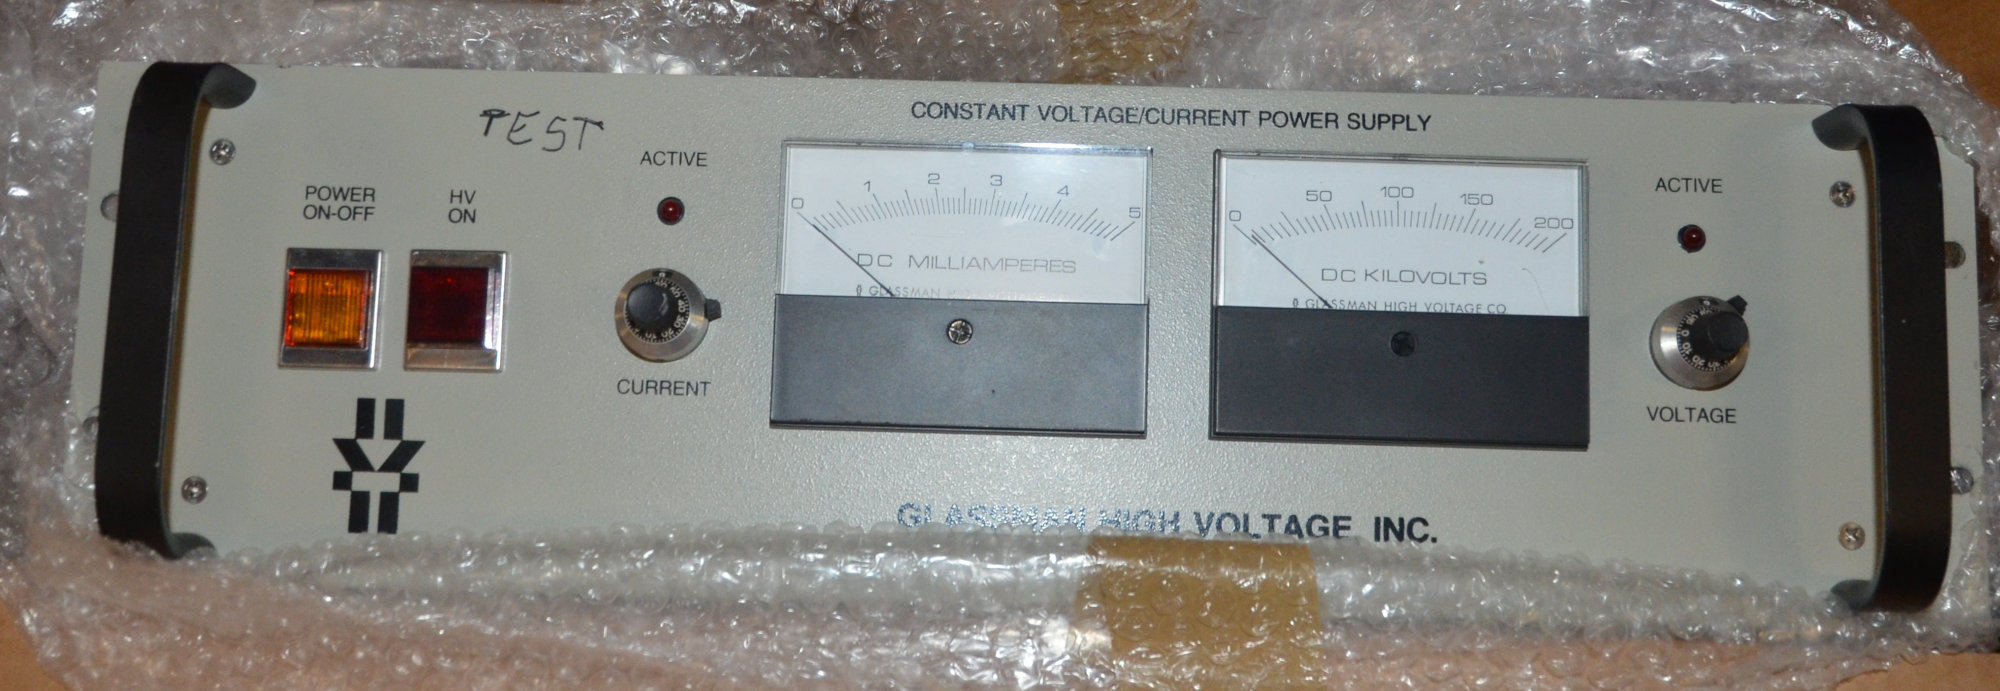 TEST
CONSTANT VOLTAGE/CURRENT POWER SUPPLY
POWER
ON-OFF
HV
ON
ACTIVE
CURRENT
0 1 2 3 4 5
DC MILLIAMPERES
GLASSMAN
0 50 100 150 200
DC KILOVOLTS
GLASSMAN HIGH VOLTAGE CO
ACTIVE
VOLTAGE
GLASSMAN HIGH VOLTAGE INC.